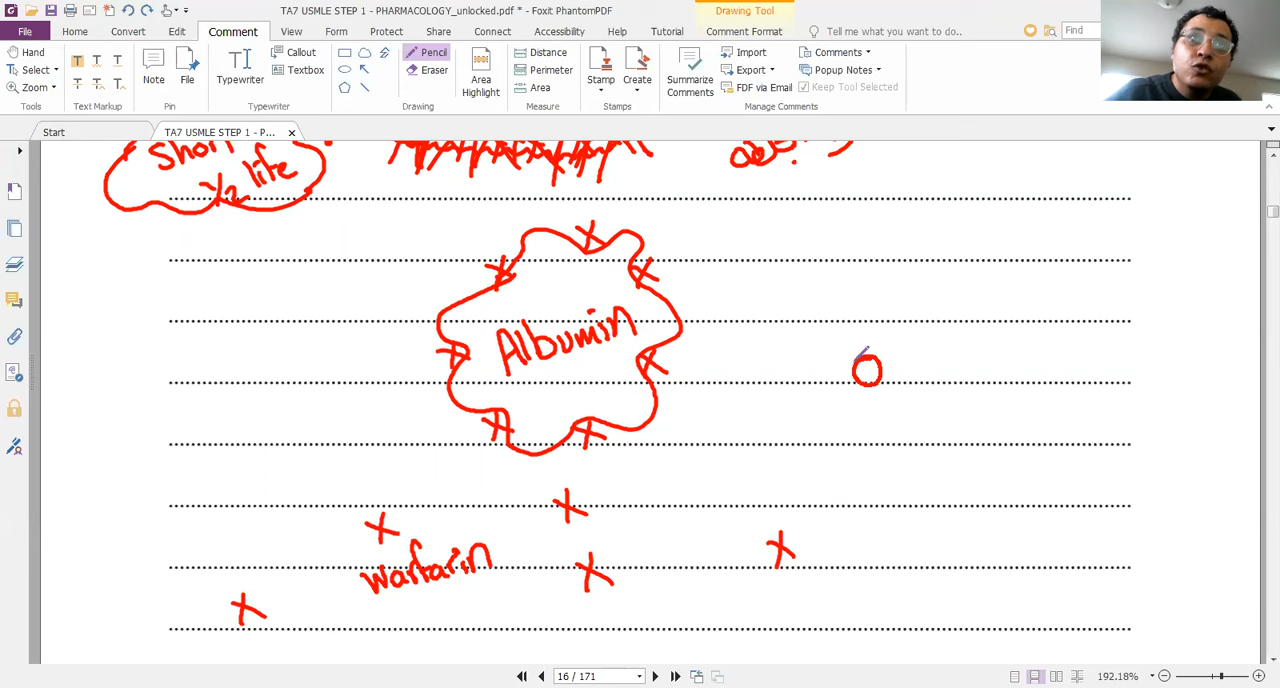 TA7 USMLE STEP 1 - PHARMACOLOGY_unlocked.pdf * - Foxit PhantomPDF
Drawing Tool
File Home Convert Edit Comment View Form Protect Share Connect Accessibility Help Tutorial Comment Format Tell me what you want to do.. Find
Hand
Select
Zoom
Tools
T T T
T T T
Text Markup
Note
File
Pin
Typewriter
Callout
Textbox
Typewriter
Pencil
Eraser
Drawing
Area Highlight
Distance
Perimeter
Area
Measure
Stamp
Create
Stamps
Summarize Comments
Import
Export
FDF via Email
Comments
Popup Notes
Keep Tool Selected
Manage Comments
Start
TA7 USMLE STEP 1 - P...
short
1/2 life
Albumin
X X X X X X X
X
X
warfarin
X
X
X
16 / 171
192.18%